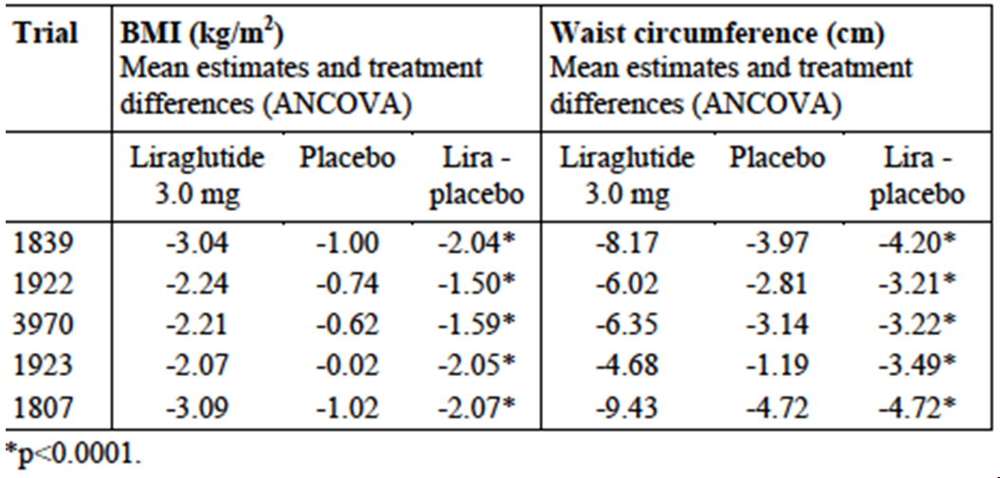 Trial BMI (kg/m²) Waist circumference (cm)
Mean estimates and treatment Mean estimates and treatment
differences (ANCOVA) differences (ANCOVA)
Liraglutide Placebo Lira - Liraglutide Placebo Lira -
3.0 mg placebo 3.0 mg placebo
1839 -3.04 -1.00 -2.04* -8.17 -3.97 -4.20*
1922 -2.24 -0.74 -1.50* -6.02 -2.81 -3.21*
3970 -2.21 -0.62 -1.59* -6.35 -3.14 -3.22*
1923 -2.07 -0.02 -2.05* -4.68 -1.19 -3.49*
1807 -3.09 -1.02 -2.07* -9.43 -4.72 -4.72*
*p<0.0001.